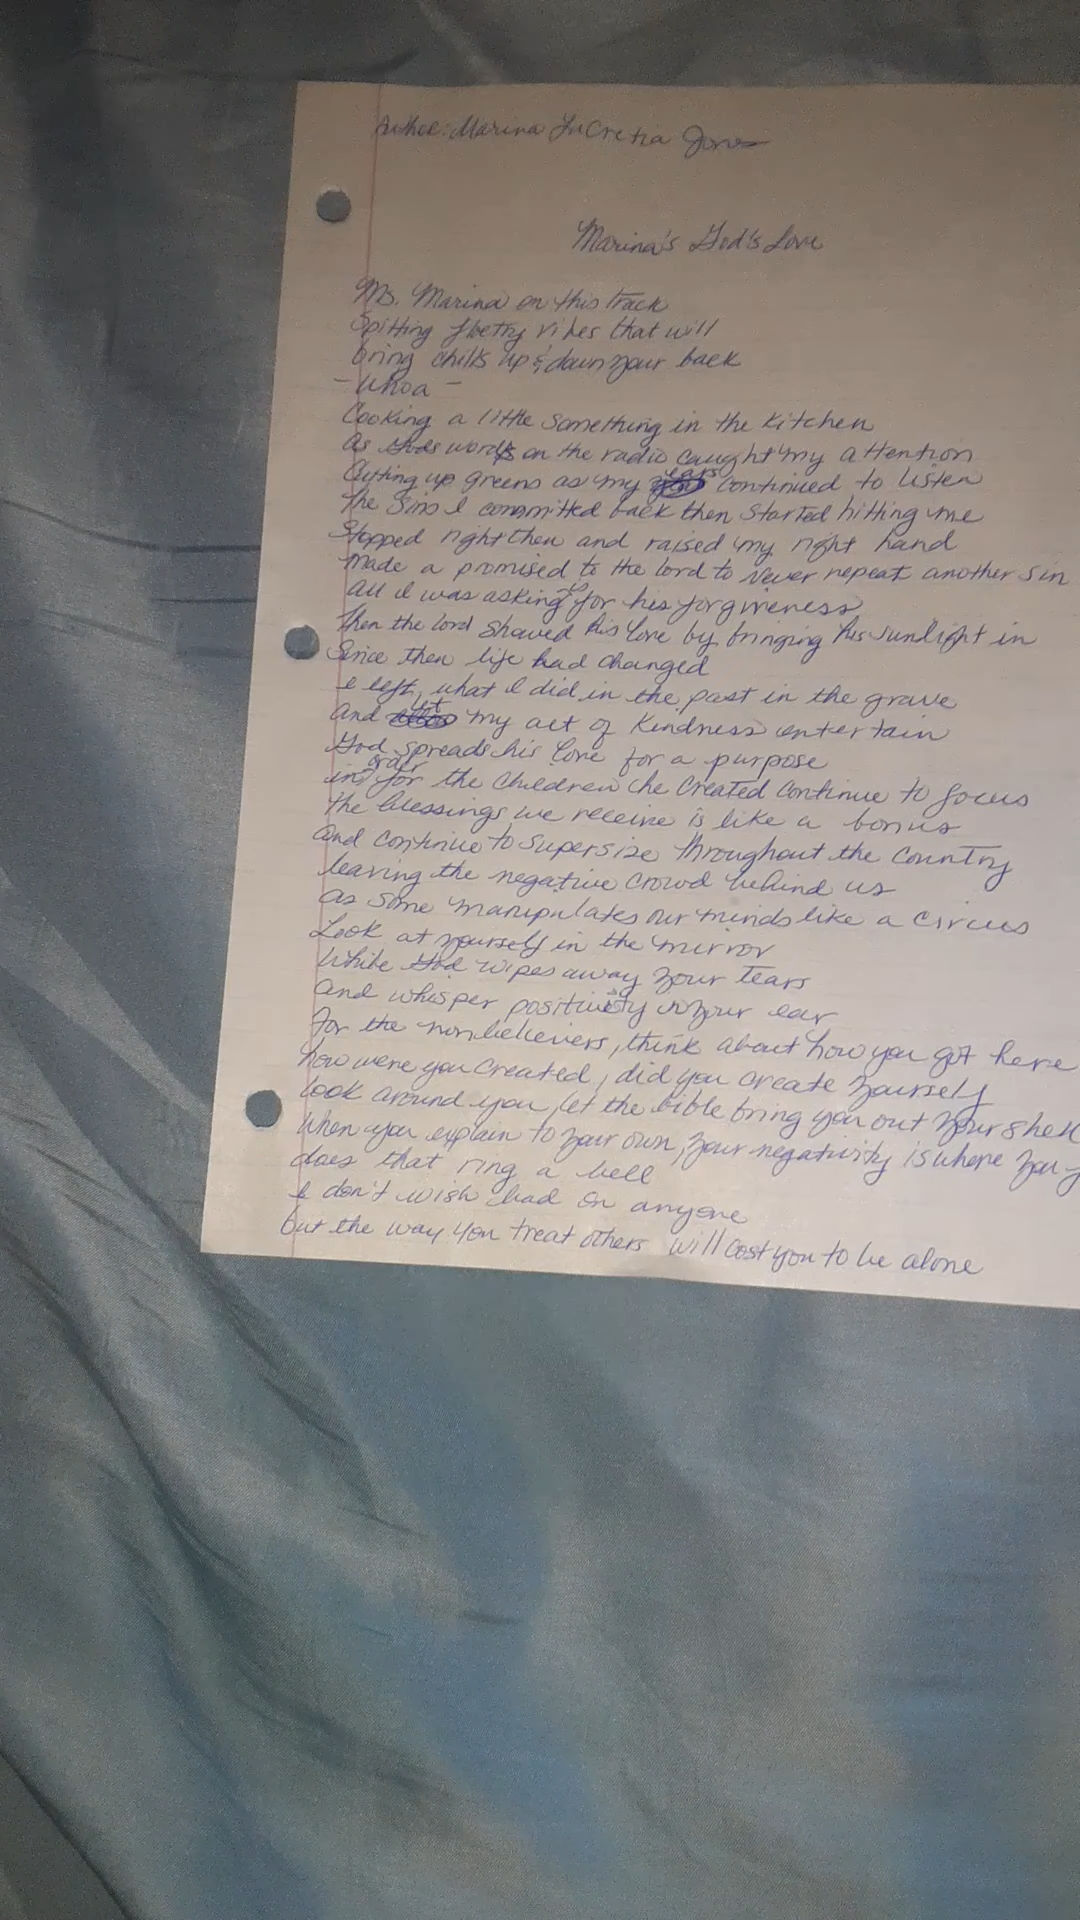 Author: Marina LaCretia Jones
Marina's God's Love
Ms. Marina on this track
Spitting vibes that will
bring chills up & down your back
- Whoa -
Cooking a little something in the kitchen
as God's words on the radio caught my attention
Cutting up greens as my ears continued to listen
The sins I committed back then started hitting me
Stopped right then and raised my right hand
made a promised to the lord to never repeat another sin
all I was asking is for his forgiveness
Then the lord showed his love by bringing his sunlight in
Since then life had changed
I left, what I did in the past in the grave
and let my act of kindness entertain
God spreads his love for a purpose
in order for the children he created continue to focus
The blessings we receive is like a bonus
and continue to supersize throughout the country
leaving the negative crowd behind us
as some manipulates our minds like a circus
Look at yourself in the mirror
while God wipes away your tears
and whisper positivity in your ear
For the nonbelievers, think about how you got here
how were you created, did you create yourself
look around you, let the bible bring you out your shell
When you explain to your own, your negativity is where you
does that ring a bell
I don't wish bad on anyone
but the way you treat others will cost you to be alone